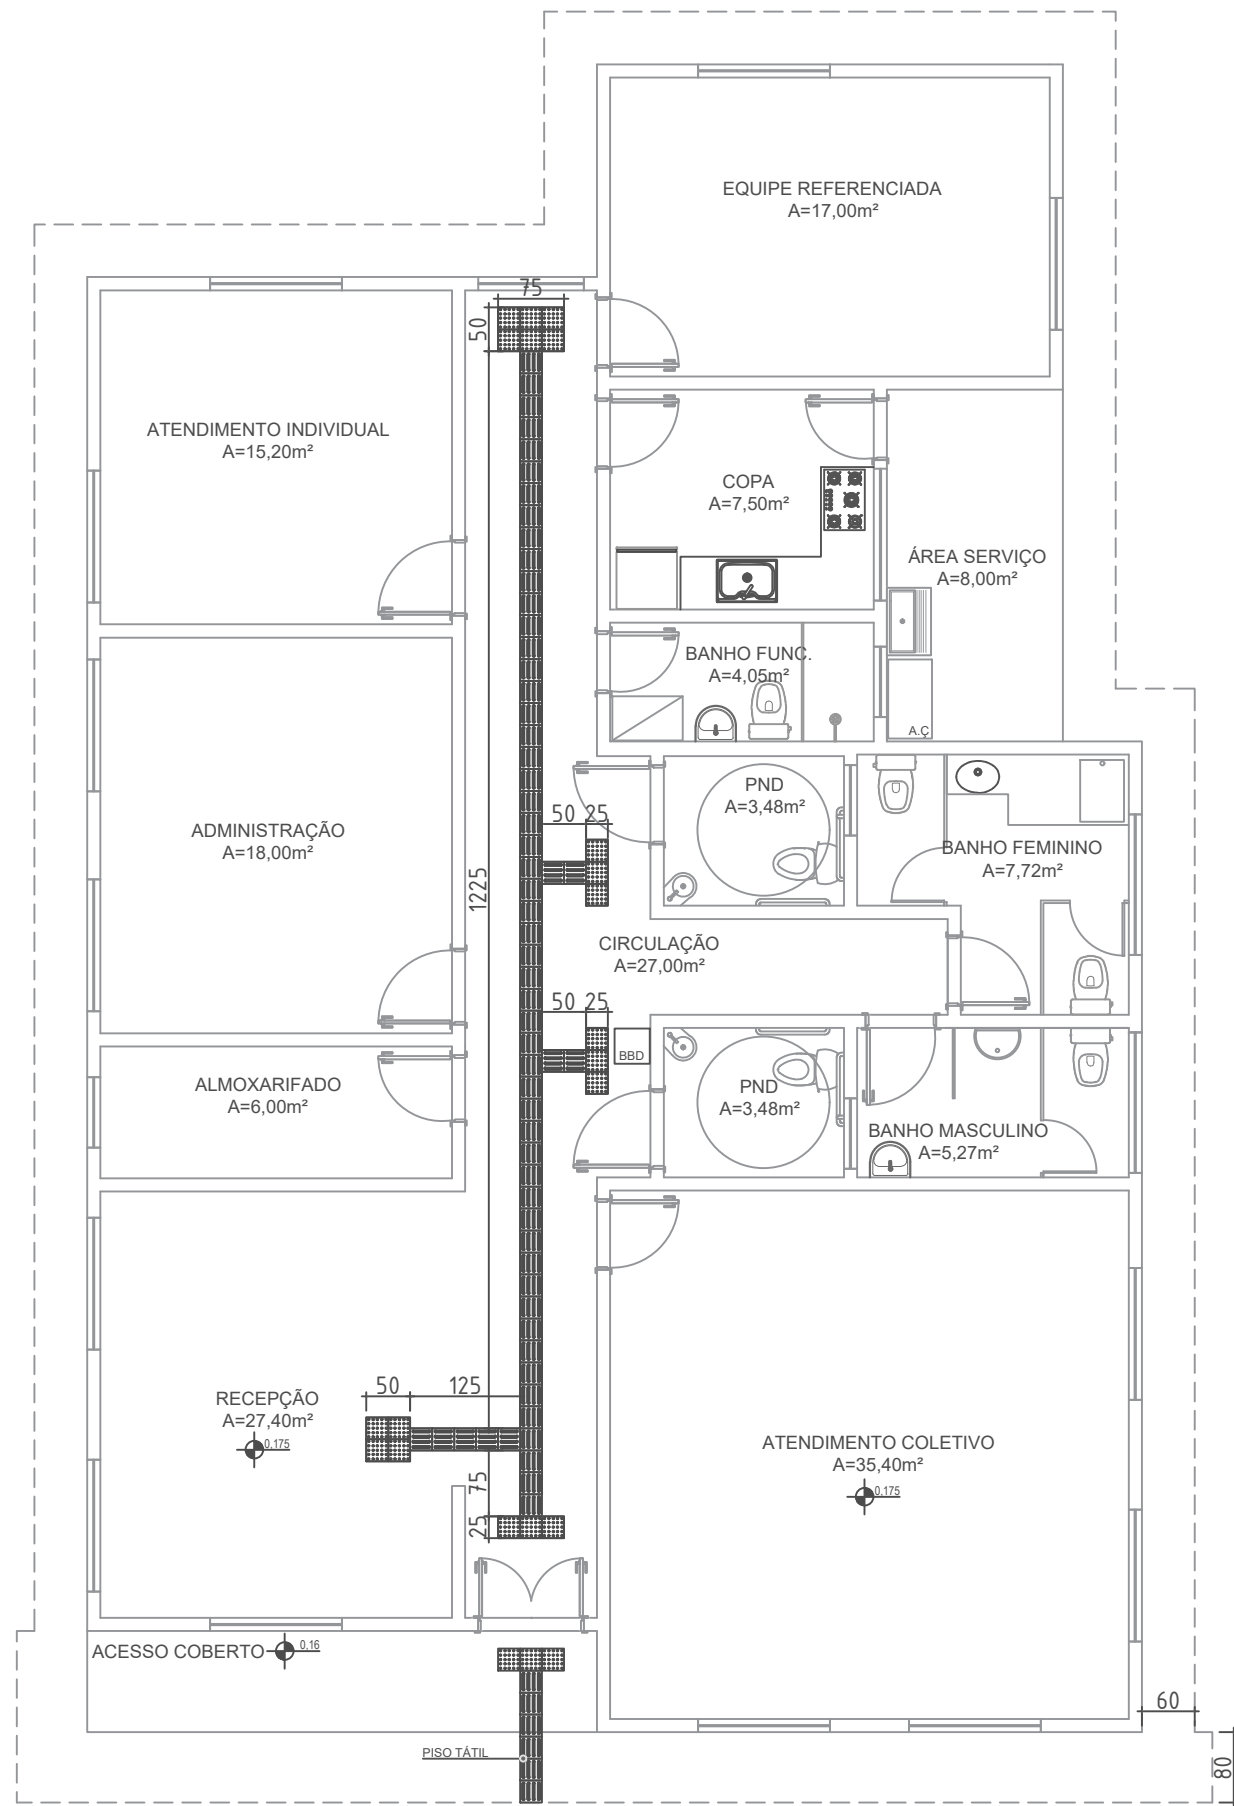 EQUIPE REFERENCIADA
A=17,00m²
75
50
ATENDIMENTO INDIVIDUAL
A=15,20m²
COPA
A=7,50m²
ÁREA SERVIÇO
A=8,00m²
BANHO FUNC.
A=4,05m²
A.Ç
PND
A=3,48m²
50 25
ADMINISTRAÇÃO
A=18,00m²
BANHO FEMININO
A=7,72m²
1225
CIRCULAÇÃO
A=27,00m²
50 25
BBD
ALMOXARIFADO
A=6,00m²
PND
A=3,48m²
BANHO MASCULINO
A=5,27m²
50
125
RECEPÇÃO
A=27,40m²
0,175
ATENDIMENTO COLETIVO
A=35,40m²
0,175
75
25
ACESSO COBERTO
0,16
60
PISO TÁTIL
80